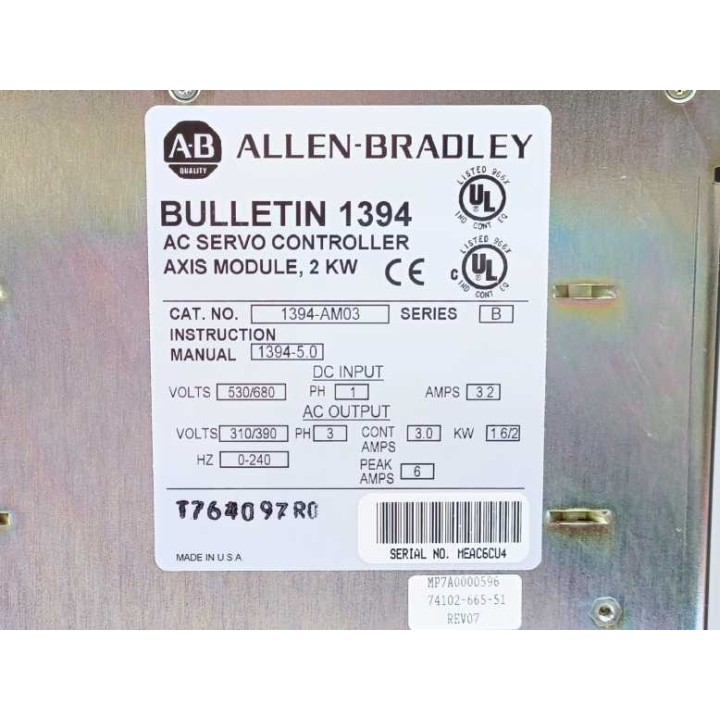 A-B ALLEN-BRADLEY
QUALITY
BULLETIN 1394
AC SERVO CONTROLLER
AXIS MODULE, 2 KW
LISTED 966X
UL
IND CONT EQ
CE
LISTED 966X
C UL
IND CONT EQ
CAT. NO. 1394-AM03 SERIES B
INSTRUCTION
MANUAL 1394-5.0
DC INPUT
VOLTS 530/680 PH 1 AMPS 3.2
AC OUTPUT
VOLTS 310/390 PH 3 CONT AMPS 3.0 KW 1.6/2
HZ 0-240 PEAK AMPS 6
T764097R0
SERIAL NO. MEAC6CU4
MADE IN U.S.A.
MP7A0000596
74102-665-51
REV07